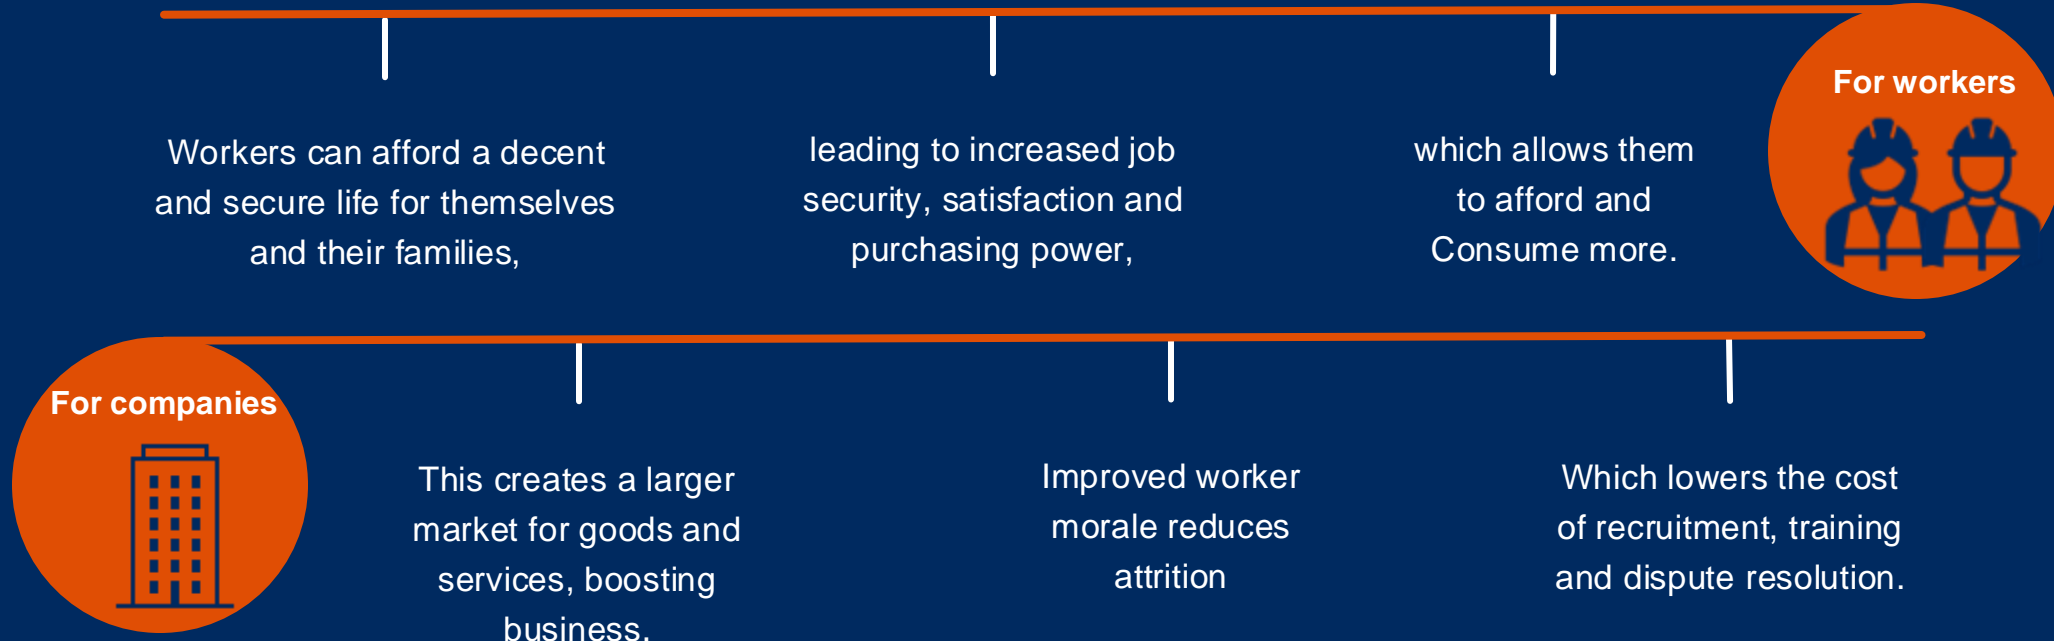 For workers
Workers can afford a decent
and secure life for themselves
and their families,
leading to increased job
security, satisfaction and
purchasing power,
which allows them
to afford and
Consume more.
For companies
This creates a larger
market for goods and
services, boosting
business.
Improved worker
morale reduces
attrition
Which lowers the cost
of recruitment, training
and dispute resolution.